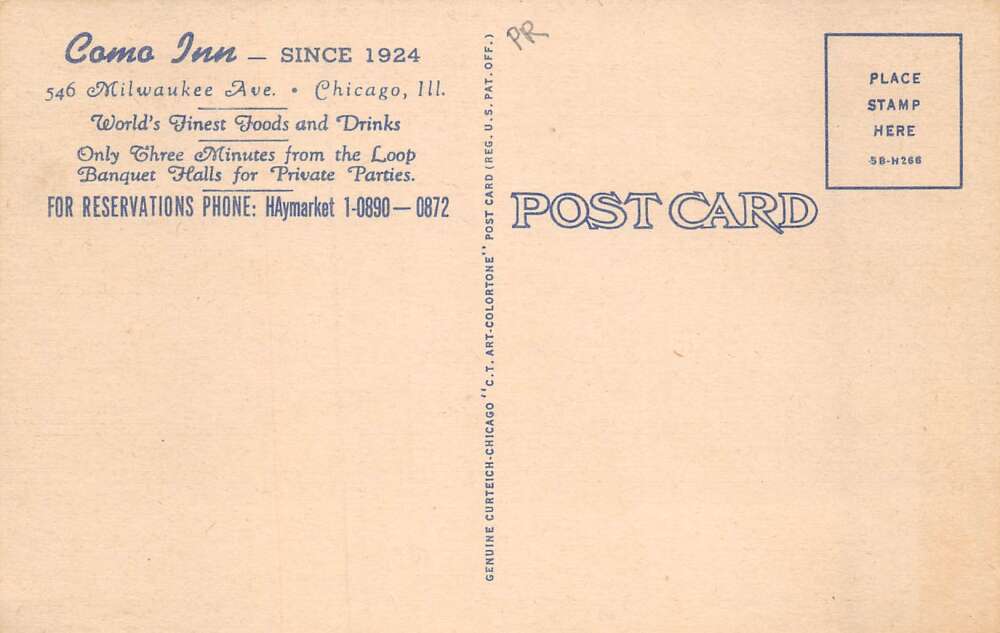 Como Inn — SINCE 1924
546 Milwaukee Ave. • Chicago, Ill.
World's Finest Foods and Drinks
Only Three Minutes from the Loop
Banquet Halls for Private Parties.
FOR RESERVATIONS PHONE: HAymarket 1-0890—0872
GENUINE CURTEICH-CHICAGO "C.T. ART-COLORTONE" POST CARD (REG. U.S. PAT. OFF.)
PR
POST CARD
PLACE
STAMP
HERE
5B-H266